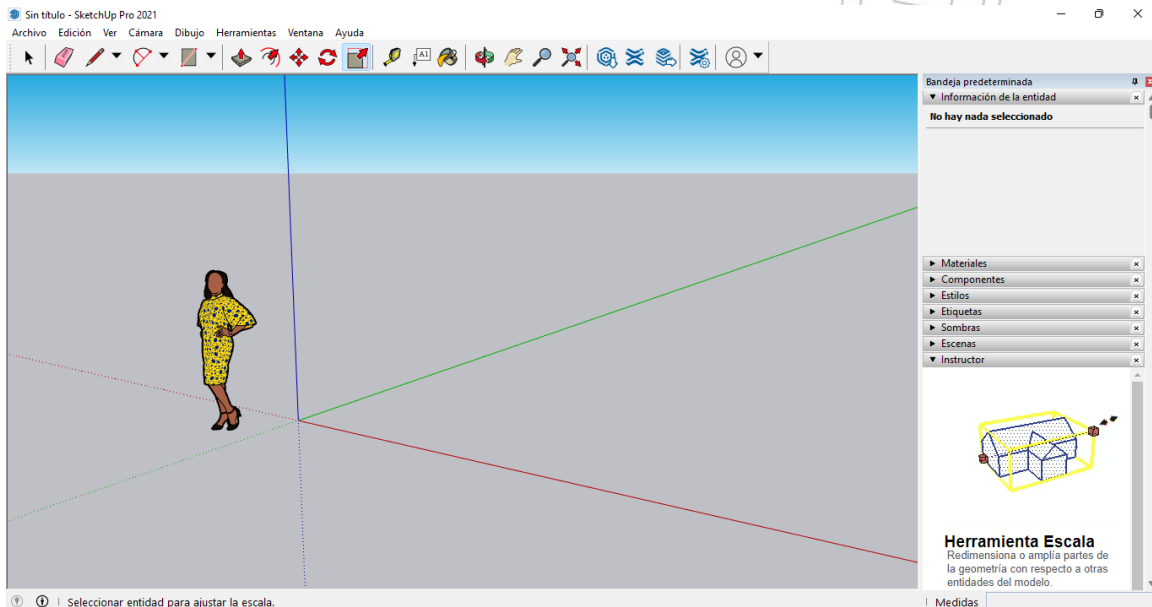 Sin título - SketchUp Pro 2021
Archivo Edición Ver Cámara Dibujo Herramientas Ventana Ayuda
A1
Bandeja predeterminada
Información de la entidad
No hay nada seleccionado
Materiales
Componentes
Estilos
Etiquetas
Sombras
Escenas
Instructor
Herramienta Escala
Redimensiona o amplía partes de
la geometría con respecto a otras
entidades del modelo.
Seleccionar entidad para ajustar la escala.
Medidas